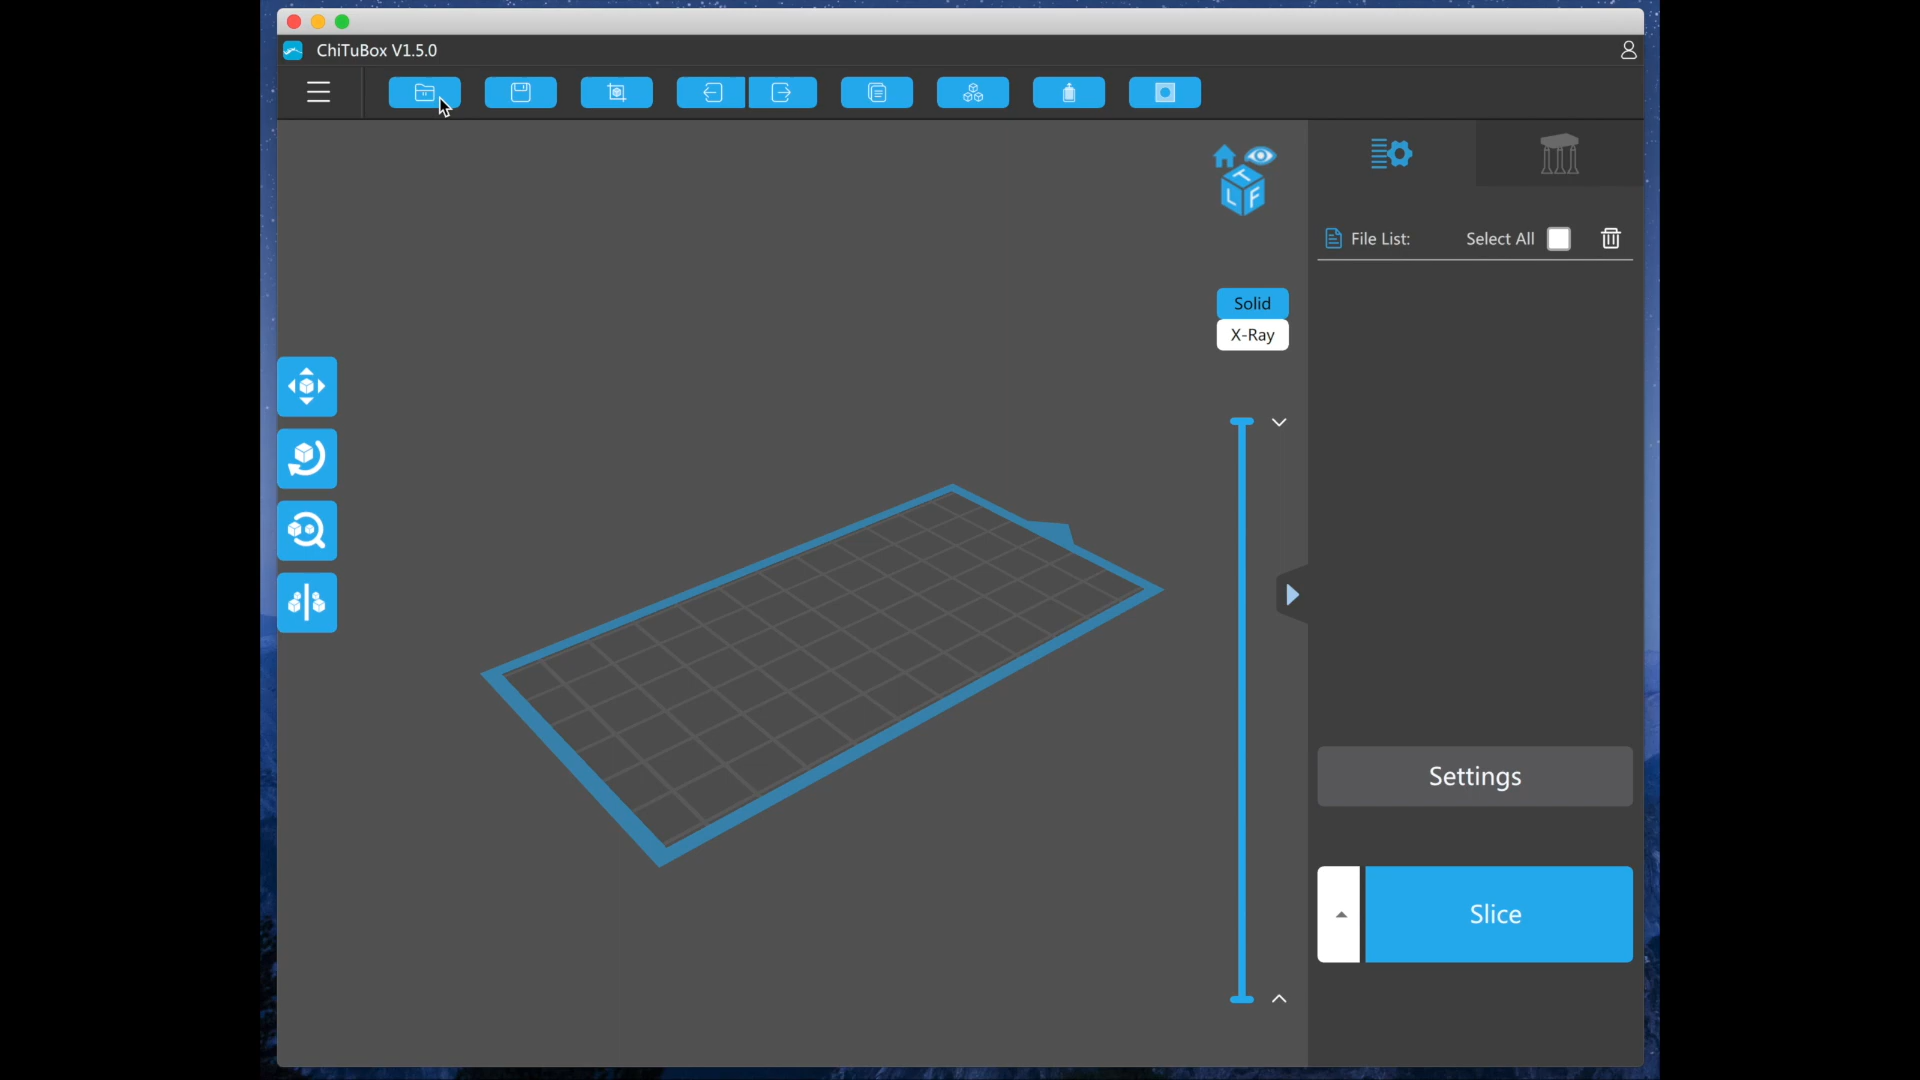 ChiTuBox V1.5.0
T
L F
File List: Select All
Solid
X-Ray
Settings
Slice